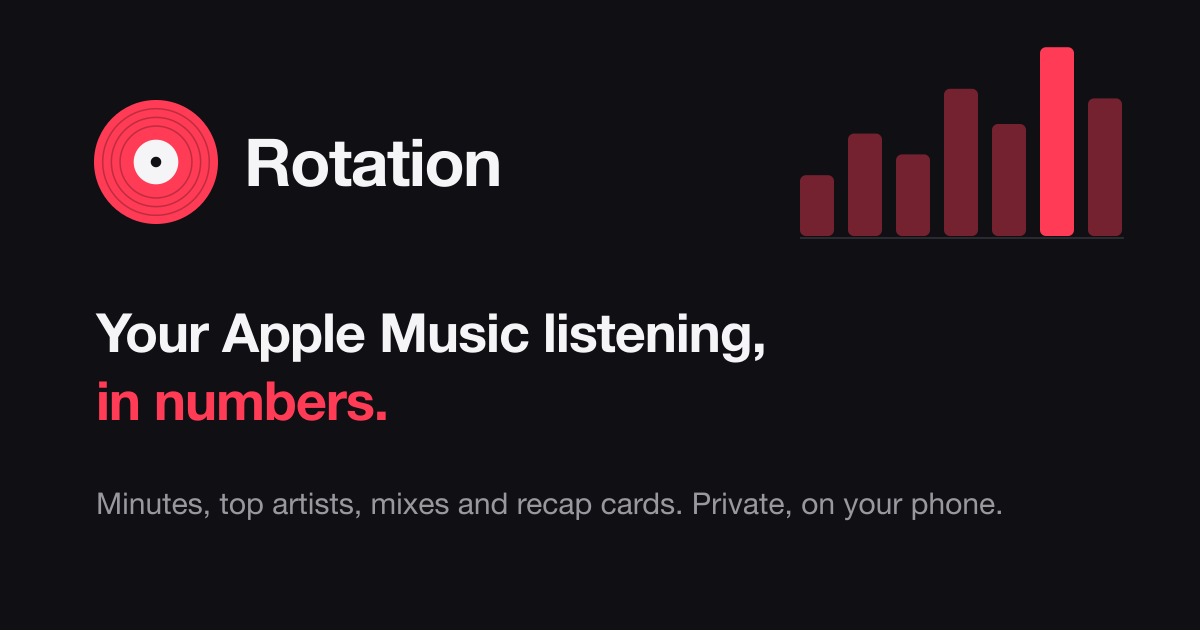 Rotation
Your Apple Music listening,
in numbers.
Minutes, top artists, mixes and recap cards. Private, on your phone.